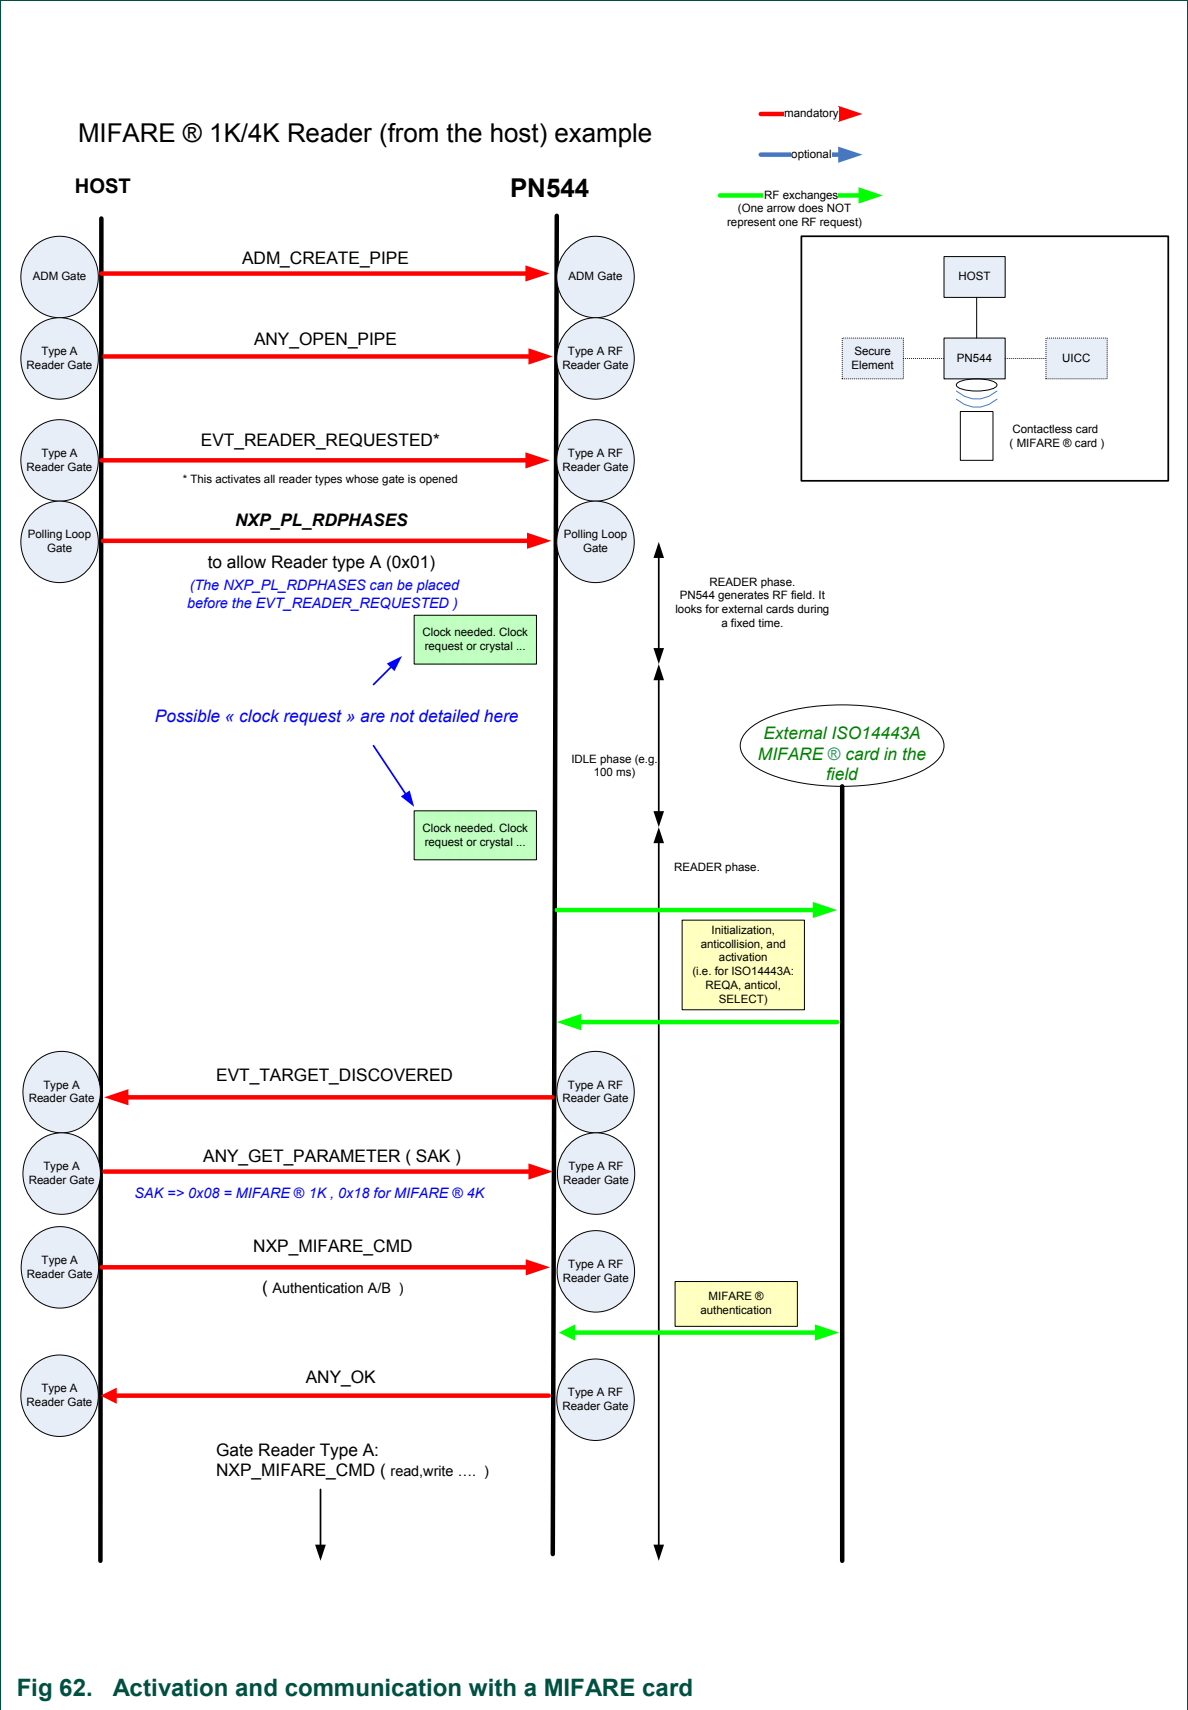 MIFARE ® 1K/4K Reader (from the host) example
mandatory
optional
RF exchanges
(One arrow does NOT
represent one RF request)
HOST
PN544
HOST
Secure
Element
PN544
UICC
Contactless card
( MIFARE ® card )
ADM Gate
ADM_CREATE_PIPE
ADM Gate
Type A
Reader Gate
ANY_OPEN_PIPE
Type A RF
Reader Gate
Type A
Reader Gate
EVT_READER_REQUESTED*
* This activates all reader types whose gate is opened
Type A RF
Reader Gate
Polling Loop
Gate
NXP_PL_RDPHASES
to allow Reader type A (0x01)
(The NXP_PL_RDPHASES can be placed
before the EVT_READER_REQUESTED )
Polling Loop
Gate
READER phase.
PN544 generates RF field. It
looks for external cards during
a fixed time.
Clock needed. Clock
request or crystal ...
Possible « clock request » are not detailed here
IDLE phase (e.g.
100 ms)
External ISO14443A
MIFARE ® card in the
field
Clock needed. Clock
request or crystal ...
READER phase.
Initialization,
anticollision, and
activation
(i.e. for ISO14443A:
REQA, anticol,
SELECT)
Type A
Reader Gate
EVT_TARGET_DISCOVERED
Type A RF
Reader Gate
Type A
Reader Gate
ANY_GET_PARAMETER ( SAK )
SAK => 0x08 = MIFARE ® 1K , 0x18 for MIFARE ® 4K
Type A RF
Reader Gate
Type A
Reader Gate
NXP_MIFARE_CMD
( Authentication A/B )
Type A RF
Reader Gate
MIFARE ®
authentication
Type A
Reader Gate
ANY_OK
Type A RF
Reader Gate
Gate Reader Type A:
NXP_MIFARE_CMD ( read,write …. )
Fig 62. Activation and communication with a MIFARE card